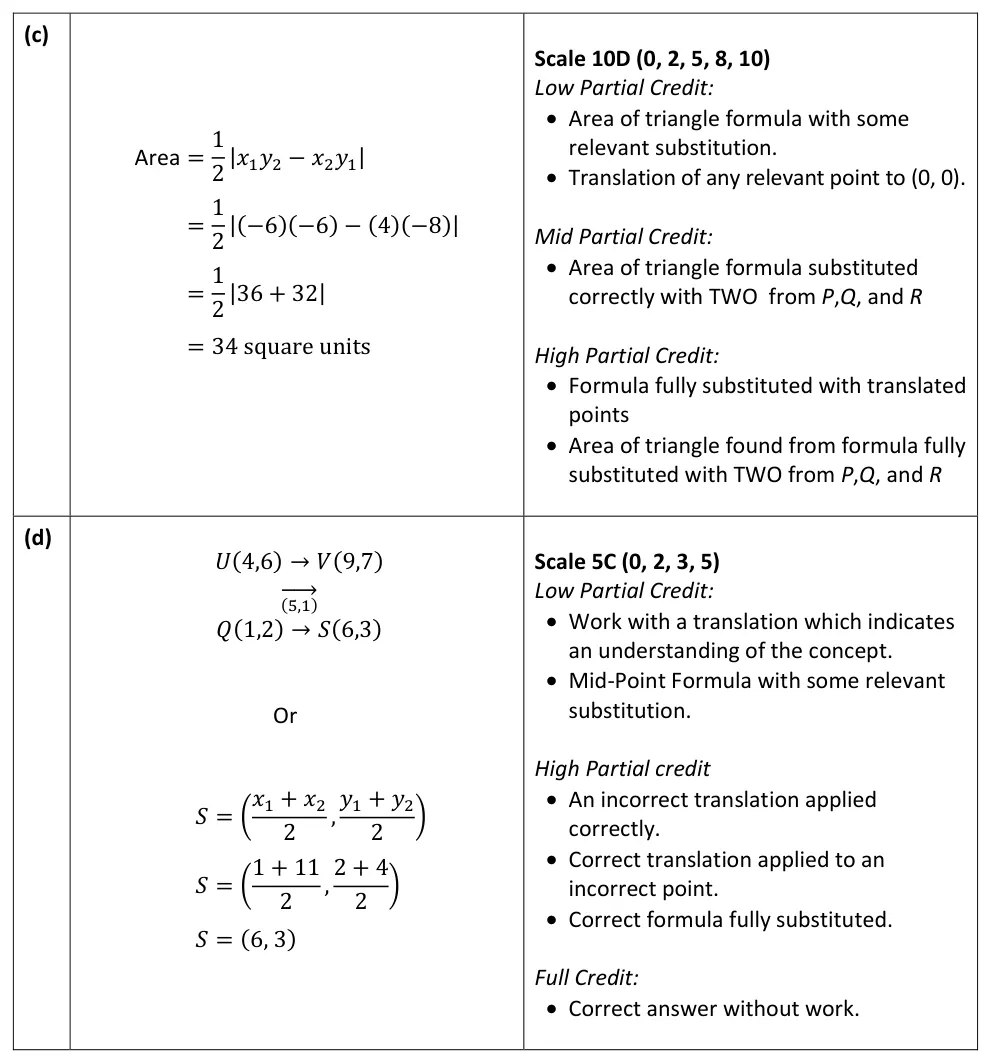 (c)
Area = 1/2 |x₁y₂ − x₂y₁|
= 1/2 |(−6)(−6) − (4)(−8)|
= 1/2 |36 + 32|
= 34 square units
Scale 10D (0, 2, 5, 8, 10)
Low Partial Credit:
• Area of triangle formula with some
relevant substitution.
• Translation of any relevant point to (0, 0).
Mid Partial Credit:
• Area of triangle formula substituted
correctly with TWO from P,Q, and R
High Partial Credit:
• Formula fully substituted with translated
points
• Area of triangle found from formula fully
substituted with TWO from P,Q, and R
(d)
U(4,6) → V(9,7)
⟶
(5,1)
Q(1,2) → S(6,3)
Or
S = ((x₁ + x₂)/2, (y₁ + y₂)/2)
S = ((1 + 11)/2, (2 + 4)/2)
S = (6, 3)
Scale 5C (0, 2, 3, 5)
Low Partial Credit:
• Work with a translation which indicates
an understanding of the concept.
• Mid-Point Formula with some relevant
substitution.
High Partial credit
• An incorrect translation applied
correctly.
• Correct translation applied to an
incorrect point.
• Correct formula fully substituted.
Full Credit:
• Correct answer without work.